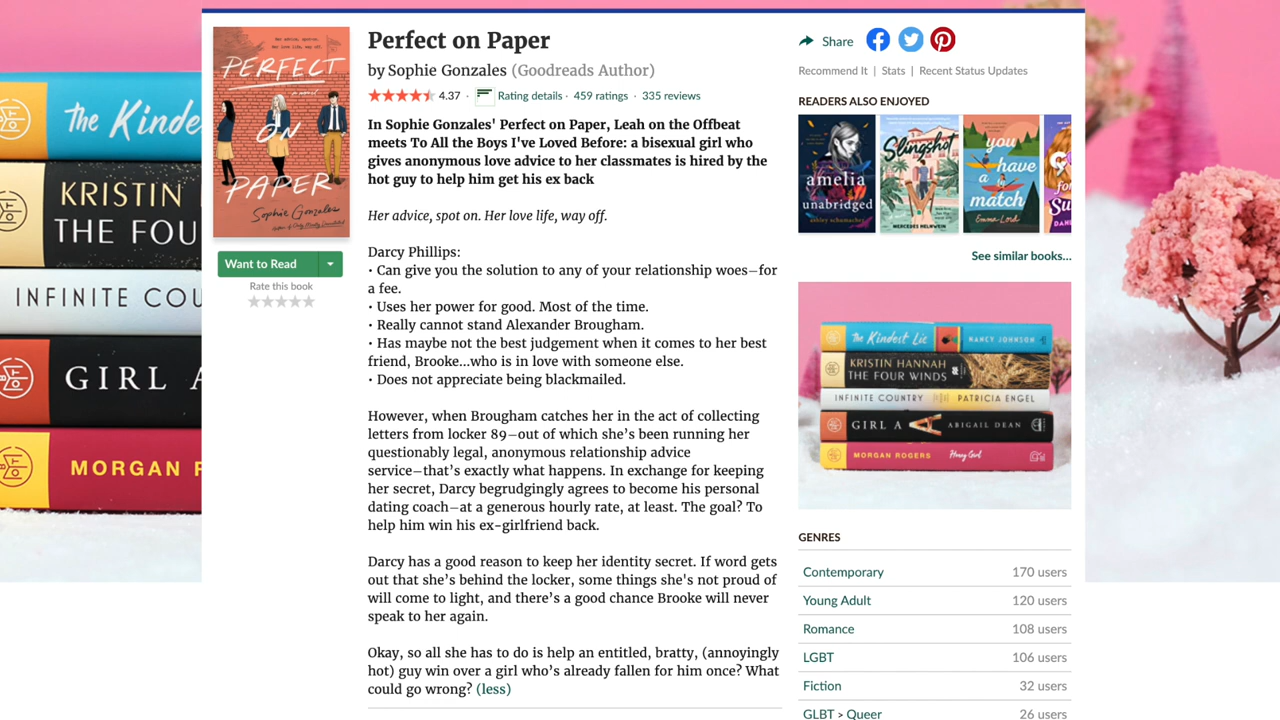 the Kinde
KRISTIN
THE FOU
INFINITE COU
GIRL A
MORGAN R
her advice, spot on.
Her love life, way off.
PERFECT
ON
PAPER
Sophie Gonzales
Want to Read
Rate this book
Perfect on Paper
by Sophie Gonzales (Goodreads Author)
4.37 · Rating details · 459 ratings · 335 reviews
In Sophie Gonzales' Perfect on Paper, Leah on the Offbeat
meets To All the Boys I've Loved Before: a bisexual girl who
gives anonymous love advice to her classmates is hired by the
hot guy to help him get his ex back
Her advice, spot on. Her love life, way off.
Darcy Phillips:
• Can give you the solution to any of your relationship woes—for
a fee.
• Uses her power for good. Most of the time.
• Really cannot stand Alexander Brougham.
• Has maybe not the best judgement when it comes to her best
friend, Brooke...who is in love with someone else.
• Does not appreciate being blackmailed.
However, when Brougham catches her in the act of collecting
letters from locker 89—out of which she’s been running her
questionably legal, anonymous relationship advice
service—that’s exactly what happens. In exchange for keeping
her secret, Darcy begrudgingly agrees to become his personal
dating coach—at a generous hourly rate, at least. The goal? To
help him win his ex-girlfriend back.
Darcy has a good reason to keep her identity secret. If word gets
out that she’s behind the locker, some things she's not proud of
will come to light, and there’s a good chance Brooke will never
speak to her again.
Okay, so all she has to do is help an entitled, bratty, (annoyingly
hot) guy win over a girl who’s already fallen for him once? What
could go wrong? (less)
Share
Recommend It | Stats | Recent Status Updates
READERS ALSO ENJOYED
amelia
unabridged
ashley schumacher
Slingshot
MERCEDES HELNWEIN
you
have
a
match
Emma Lord
for
Su
DAN
See similar books…
the Kindest Lie NANCY JOHNSON
KRISTIN HANNAH
THE FOUR WINDS
INFINITE COUNTRY PATRICIA ENGEL
GIRL A ABIGAIL DEAN
MORGAN ROGERS Honey Girl
GENRES
Contemporary 170 users
Young Adult 120 users
Romance 108 users
LGBT 106 users
Fiction 32 users
GLBT > Queer 26 users